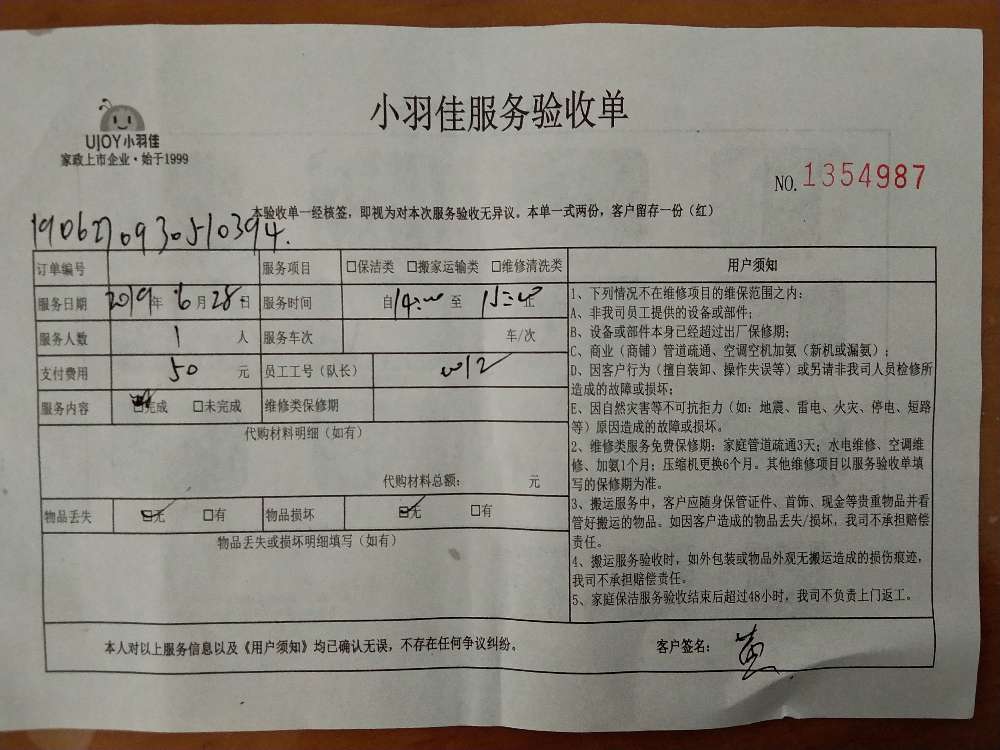 小羽佳服务验收单
UJOY小羽佳
家政上市企业·始于1999
NO.1354987
本验收单一经核签，即视为对本次服务验收无异议。本单一式两份，客户留存一份（红）
190627093051039４.
订单编号 服务项目 □保洁类 □搬家运输类 □维修清洗类
服务日期 2019年6月28日 服务时间 自14:00至15:00止
服务人数 1 人 服务车次 车/次
支付费用 50 元 员工工号（队长） 0012
服务内容 ☑完成 □未完成 维修类保修期
代购材料明细（如有）
代购材料总额： 元
物品丢失 ☑无 □有 物品损坏 ☑无 □有
物品丢失或损坏明细填写（如有）
用户须知
1、下列情况不在维修项目的维保范围之内：
A、非我司员工提供的设备或部件；
B、设备或部件本身已经超过出厂保修期；
C、商业（商铺）管道疏通、空调空机加氨（新机或漏氨）；
D、因客户行为（擅自装卸、操作失误等）或另请非我司人员检修所
造成的故障或损坏；
E、因自然灾害等不可抗拒力（如：地震、雷电、火灾、停电、短路
等）原因造成的故障或损坏。
2、维修类服务免费保修期：家庭管道疏通3天；水电维修、空调维
修、加氨1个月；压缩机更换6个月。其他维修项目以服务验收单填
写的保修期为准。
3、搬运服务中，客户应随身保管证件、首饰、现金等贵重物品并看
管好搬运的物品。如因客户造成的物品丢失/损坏，我司不承担赔偿
责任。
4、搬运服务验收时，如外包装或物品外观无搬运造成的损伤痕迹，
我司不承担赔偿责任。
5、家庭保洁服务验收结束后超过48小时，我司不负责上门返工。
本人对以上服务信息以及《用户须知》均已确认无误，不存在任何争议纠纷。 客户签名： 黄